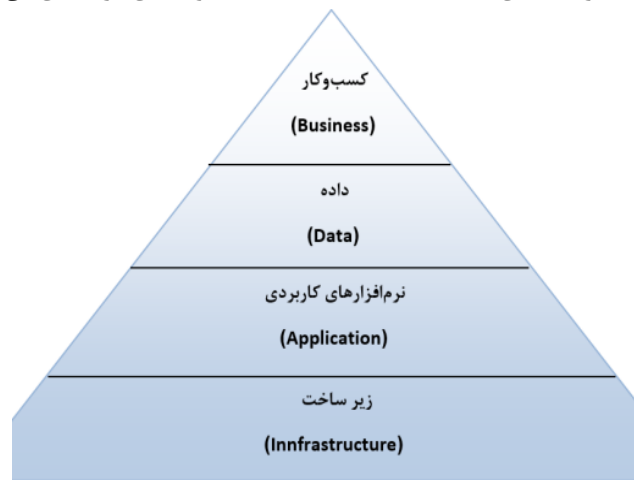 کسب‌وکار
(Business)
داده
(Data)
نرم‌افزارهای کاربردی
(Application)
زیر ساخت
(Innfrastructure)